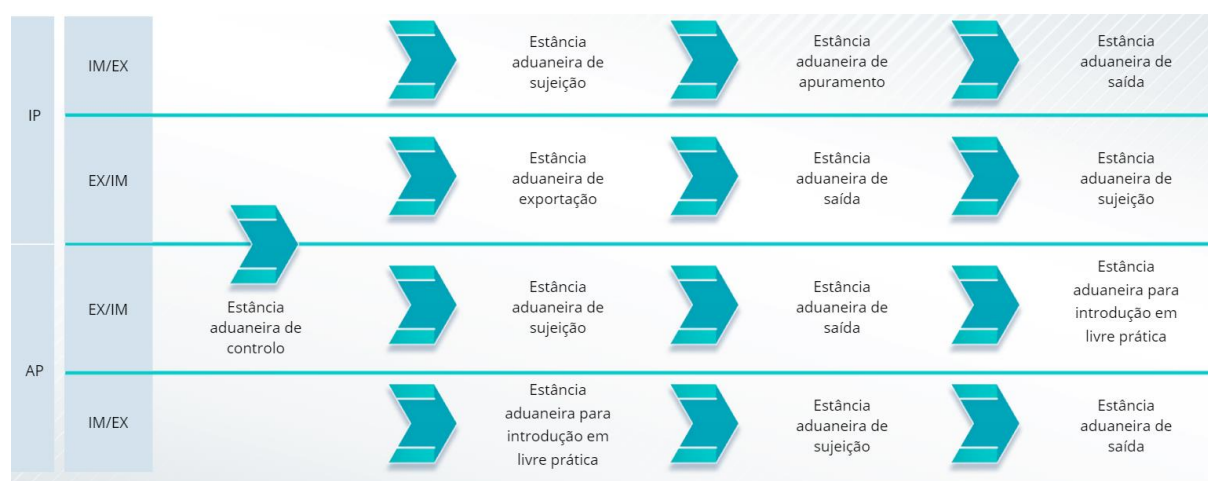 IP
IM/EX
Estância
aduaneira de
sujeição
Estância
aduaneira de
apuramento
Estância
aduaneira de
saída
EX/IM
Estância
aduaneira de
exportação
Estância
aduaneira de
saída
Estância
aduaneira de
sujeição
Estância
aduaneira de
controlo
AP
EX/IM
Estância
aduaneira de
sujeição
Estância
aduaneira de
saída
Estância
aduaneira para
introdução em
livre prática
IM/EX
Estância
aduaneira para
introdução em
livre prática
Estância
aduaneira de
sujeição
Estância
aduaneira de
saída